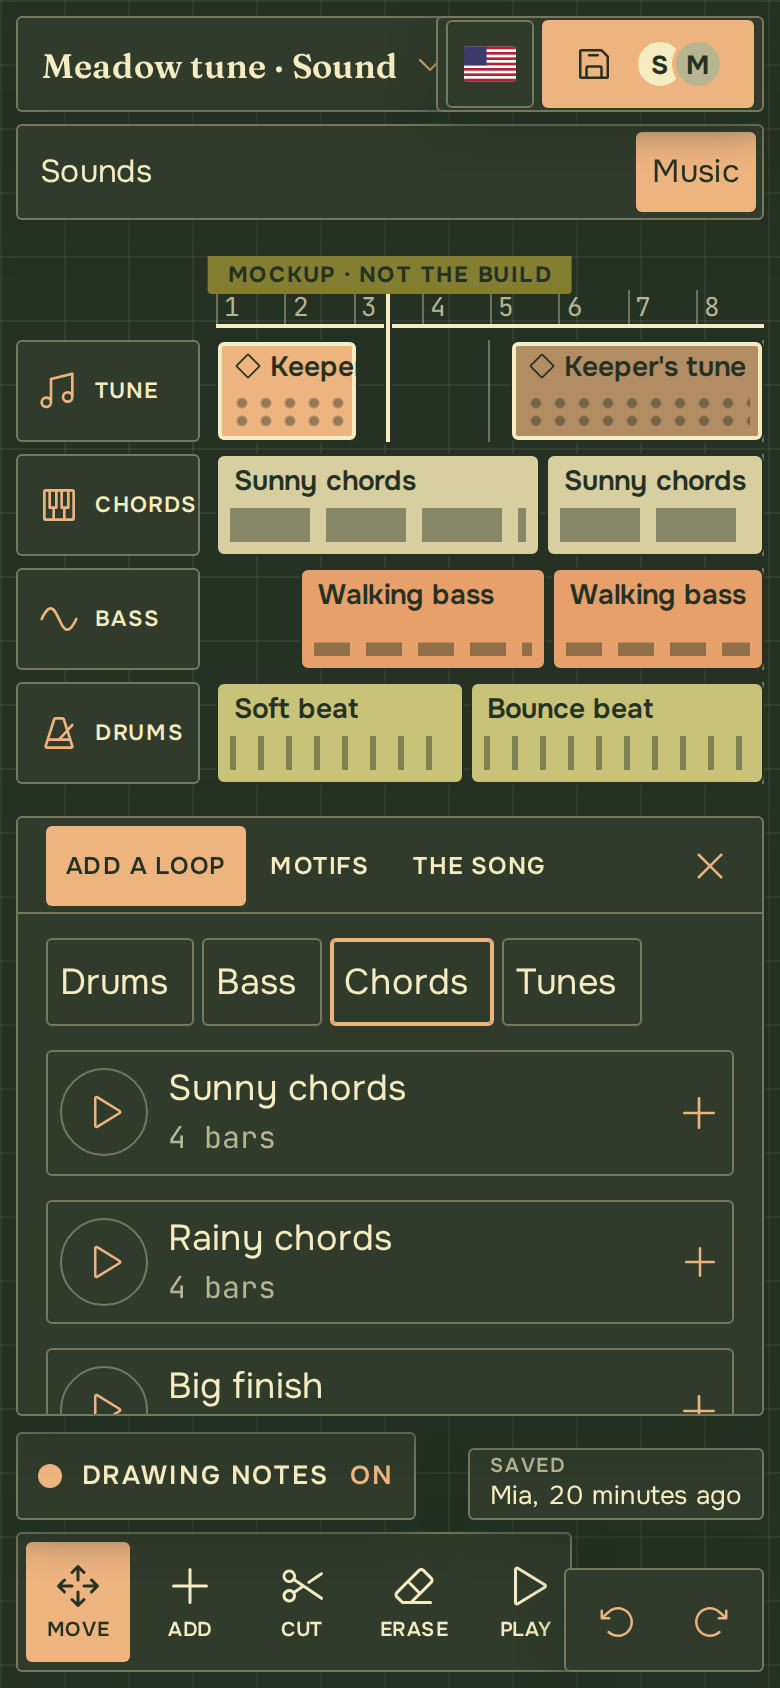 Meadow tune · Sound
S M
Sounds
Music
MOCKUP · NOT THE BUILD
1 2 3 4 5 6 7 8
TUNE
Keeper's tune
CHORDS
Sunny chords
Sunny chords
BASS
Walking bass
Walking bass
DRUMS
Soft beat
Bounce beat
ADD A LOOP
MOTIFS
THE SONG
Drums
Bass
Chords
Tunes
Sunny chords
4 bars
Rainy chords
4 bars
Big finish
DRAWING NOTES ON
SAVED
Mia, 20 minutes ago
MOVE
ADD
CUT
ERASE
PLAY